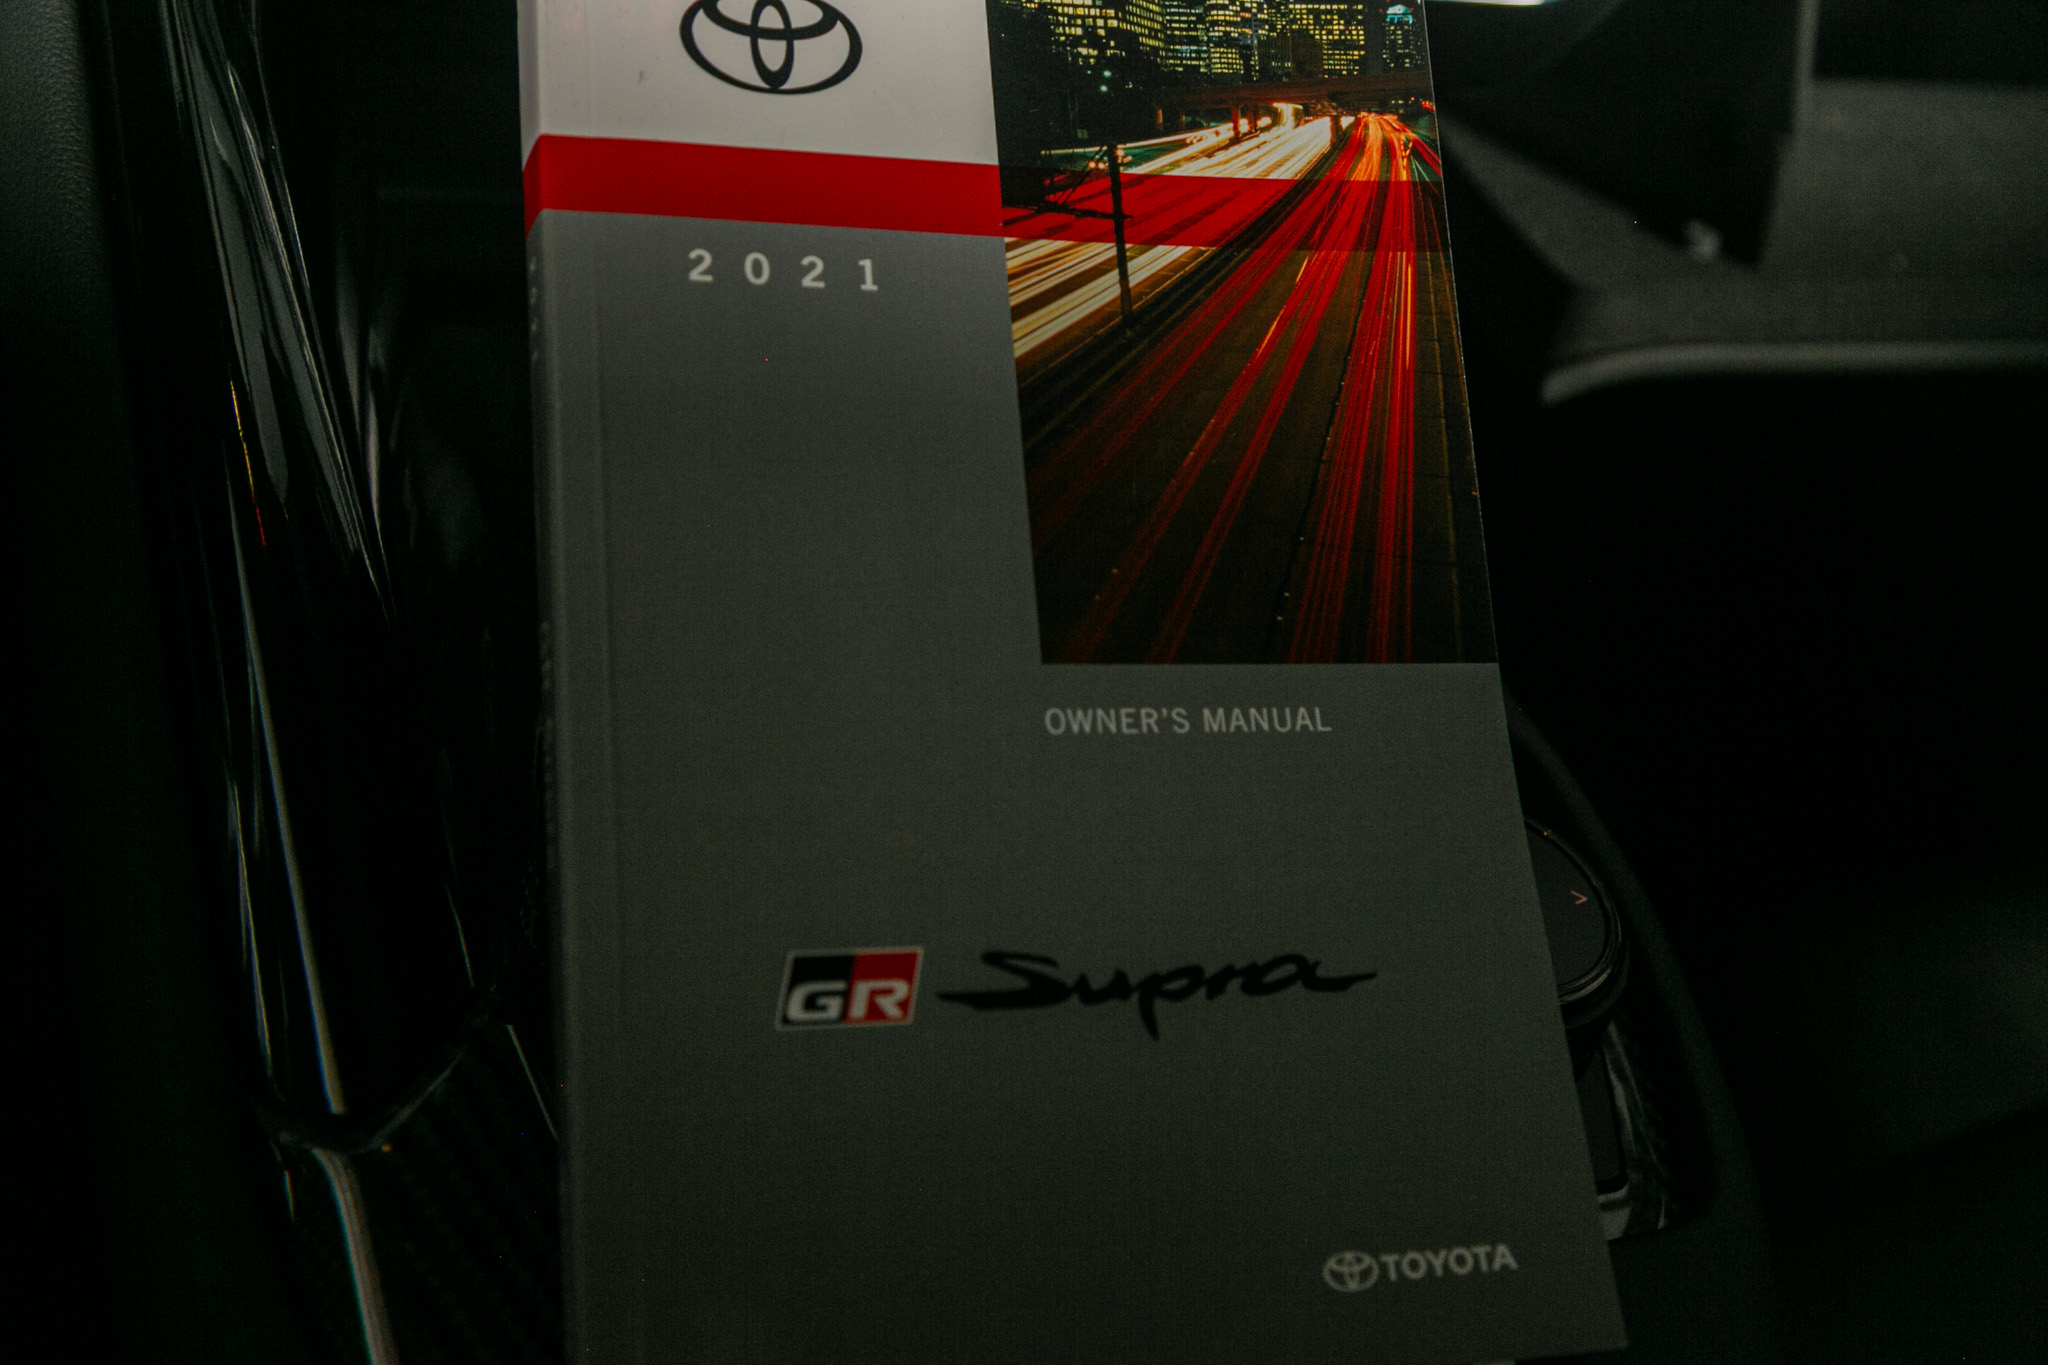 2021
OWNER'S MANUAL
GR Supra
TOYOTA